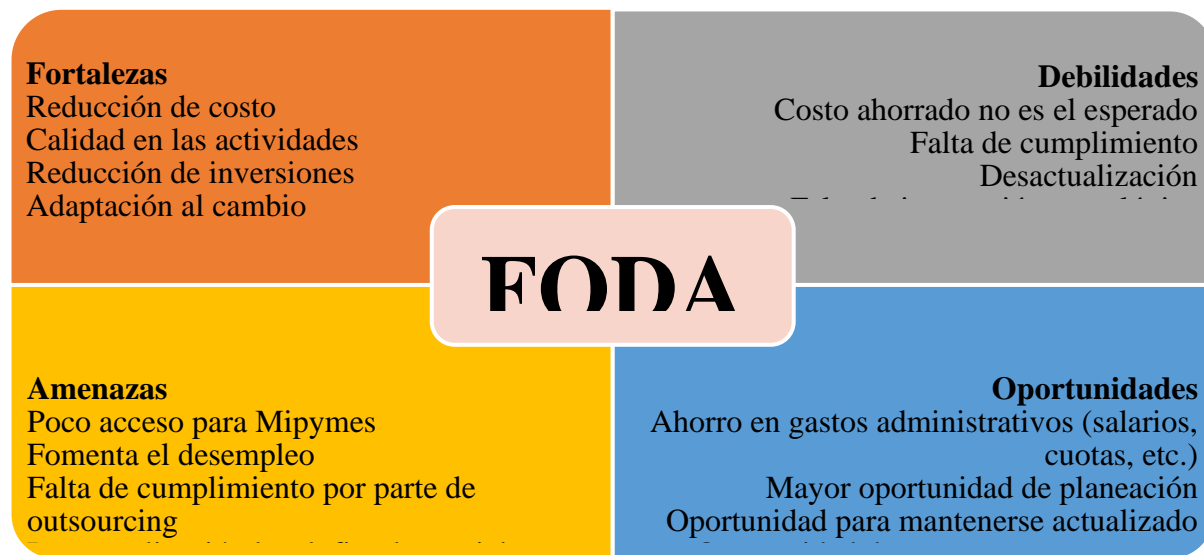 Fortalezas
Reducción de costo
Calidad en las actividades
Reducción de inversiones
Adaptación al cambio
Debilidades
Costo ahorrado no es el esperado
Falta de cumplimiento
Desactualización
FODA
Amenazas
Poco acceso para Mipymes
Fomenta el desempleo
Falta de cumplimiento por parte de
outsourcing
Oportunidades
Ahorro en gastos administrativos (salarios,
cuotas, etc.)
Mayor oportunidad de planeación
Oportunidad para mantenerse actualizado